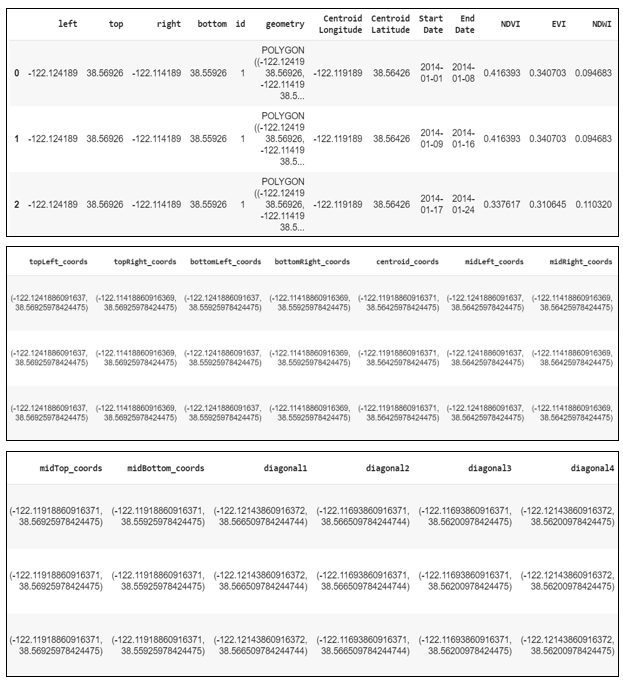 left top right bottom id geometry Centroid Longitude Centroid Latitude Start Date End Date NDVI EVI NDWI
0 -122.124189 38.56926 -122.114189 38.55926 1 POLYGON ((-122.12419 38.56926, -122.11419 38.5... -122.119189 38.56426 2014-01-01 2014-01-08 0.416393 0.340703 0.094683
1 -122.124189 38.56926 -122.114189 38.55926 1 POLYGON ((-122.12419 38.56926, -122.11419 38.5... -122.119189 38.56426 2014-01-09 2014-01-16 0.416393 0.340703 0.094683
2 -122.124189 38.56926 -122.114189 38.55926 1 POLYGON ((-122.12419 38.56926, -122.11419 38.5... -122.119189 38.56426 2014-01-17 2014-01-24 0.337617 0.310645 0.110320
topLeft_coords topRight_coords bottomLeft_coords bottomRight_coords centroid_coords midLeft_coords midRight_coords
(-122.1241886091637, (-122.11418860916369, (-122.1241886091637, (-122.11418860916369, (-122.11918860916371, (-122.1241886091637, (-122.11418860916369,
38.56925978424475) 38.56925978424475) 38.55925978424475) 38.55925978424475) 38.56425978424475) 38.56425978424475) 38.56425978424475)
(-122.1241886091637, (-122.11418860916369, (-122.1241886091637, (-122.11418860916369, (-122.11918860916371, (-122.1241886091637, (-122.11418860916369,
38.56925978424475) 38.56925978424475) 38.55925978424475) 38.55925978424475) 38.56425978424475) 38.56425978424475) 38.56425978424475)
(-122.1241886091637, (-122.11418860916369, (-122.1241886091637, (-122.11418860916369, (-122.11918860916371, (-122.1241886091637, (-122.11418860916369,
38.56925978424475) 38.56925978424475) 38.55925978424475) 38.55925978424475) 38.56425978424475) 38.56425978424475) 38.56425978424475)
midTop_coords midBottom_coords diagonal1 diagonal2 diagonal3 diagonal4
(-122.11918860916371, (-122.11918860916371, (-122.12143860916372, (-122.11693860916371, (-122.11693860916371, (-122.12143860916372,
38.56925978424475) 38.55925978424475) 38.566509784244744) 38.566509784244744) 38.56200978424475) 38.56200978424475)
(-122.11918860916371, (-122.11918860916371, (-122.12143860916372, (-122.11693860916371, (-122.11693860916371, (-122.12143860916372,
38.56925978424475) 38.55925978424475) 38.566509784244744) 38.566509784244744) 38.56200978424475) 38.56200978424475)
(-122.11918860916371, (-122.11918860916371, (-122.12143860916372, (-122.11693860916371, (-122.11693860916371, (-122.12143860916372,
38.56925978424475) 38.55925978424475) 38.566509784244744) 38.566509784244744) 38.56200978424475) 38.56200978424475)